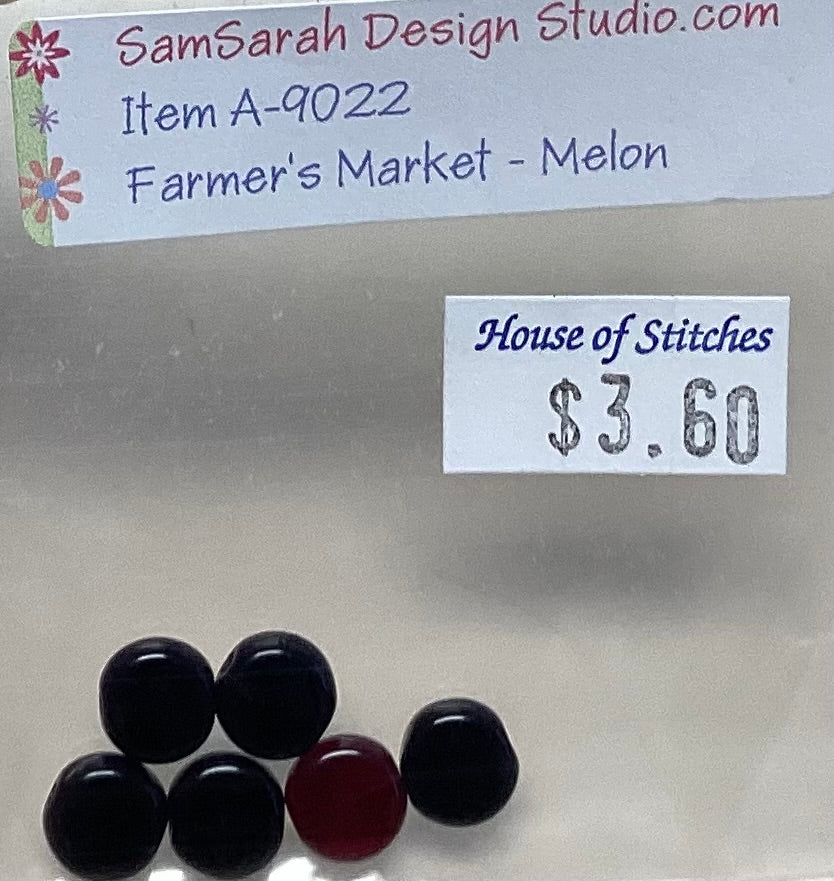 SamSarah Design Studio.com
Item A-9022
Farmer's Market - Melon
House of Stitches
$3.60